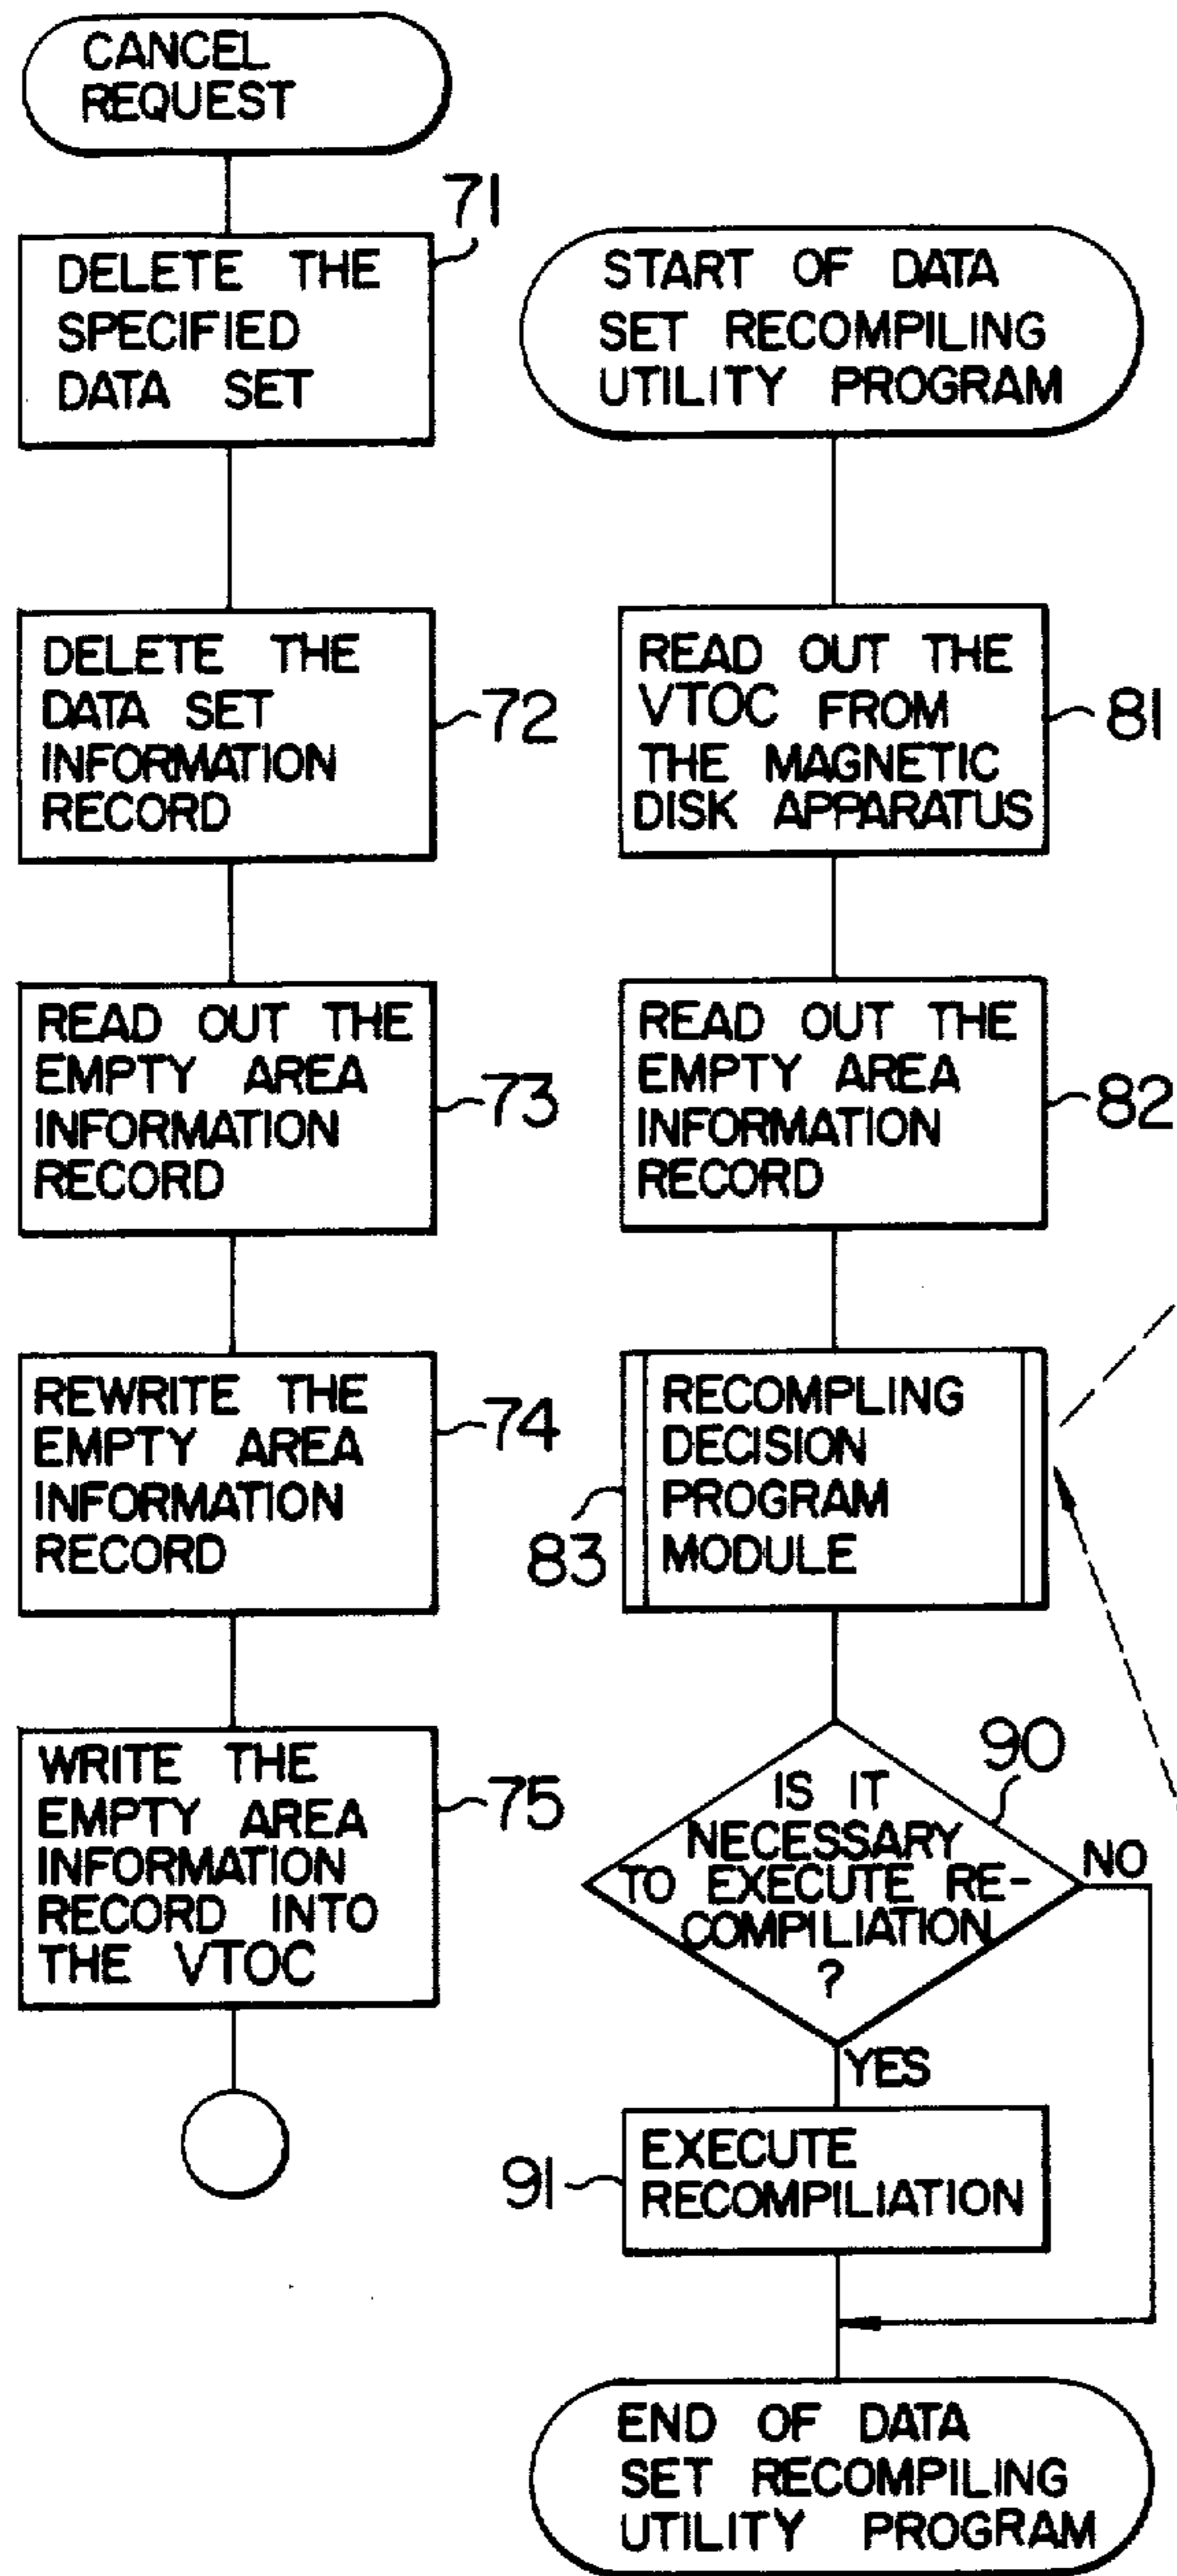 CANCEL
REQUEST
71
DELETE THE
SPECIFIED
DATA SET
DELETE THE
DATA SET
INFORMATION
RECORD
72
READ OUT THE
EMPTY AREA
INFORMATION
RECORD
73
REWRITE THE
EMPTY AREA
INFORMATION
RECORD
74
WRITE THE
EMPTY AREA
INFORMATION
RECORD INTO
THE VTOC
75
START OF DATA
SET RECOMPILING
UTILITY PROGRAM
READ OUT THE
VTOC FROM
THE MAGNETIC
DISK APPARATUS
81
READ OUT THE
EMPTY AREA
INFORMATION
RECORD
82
RECOMPLING
DECISION
PROGRAM
MODULE
83
90
IS IT
NECESSARY
TO EXECUTE RE-
COMPILIATION
?
NO
YES
EXECUTE
RECOMPILIATION
91
END OF DATA
SET RECOMPILING
UTILITY PROGRAM